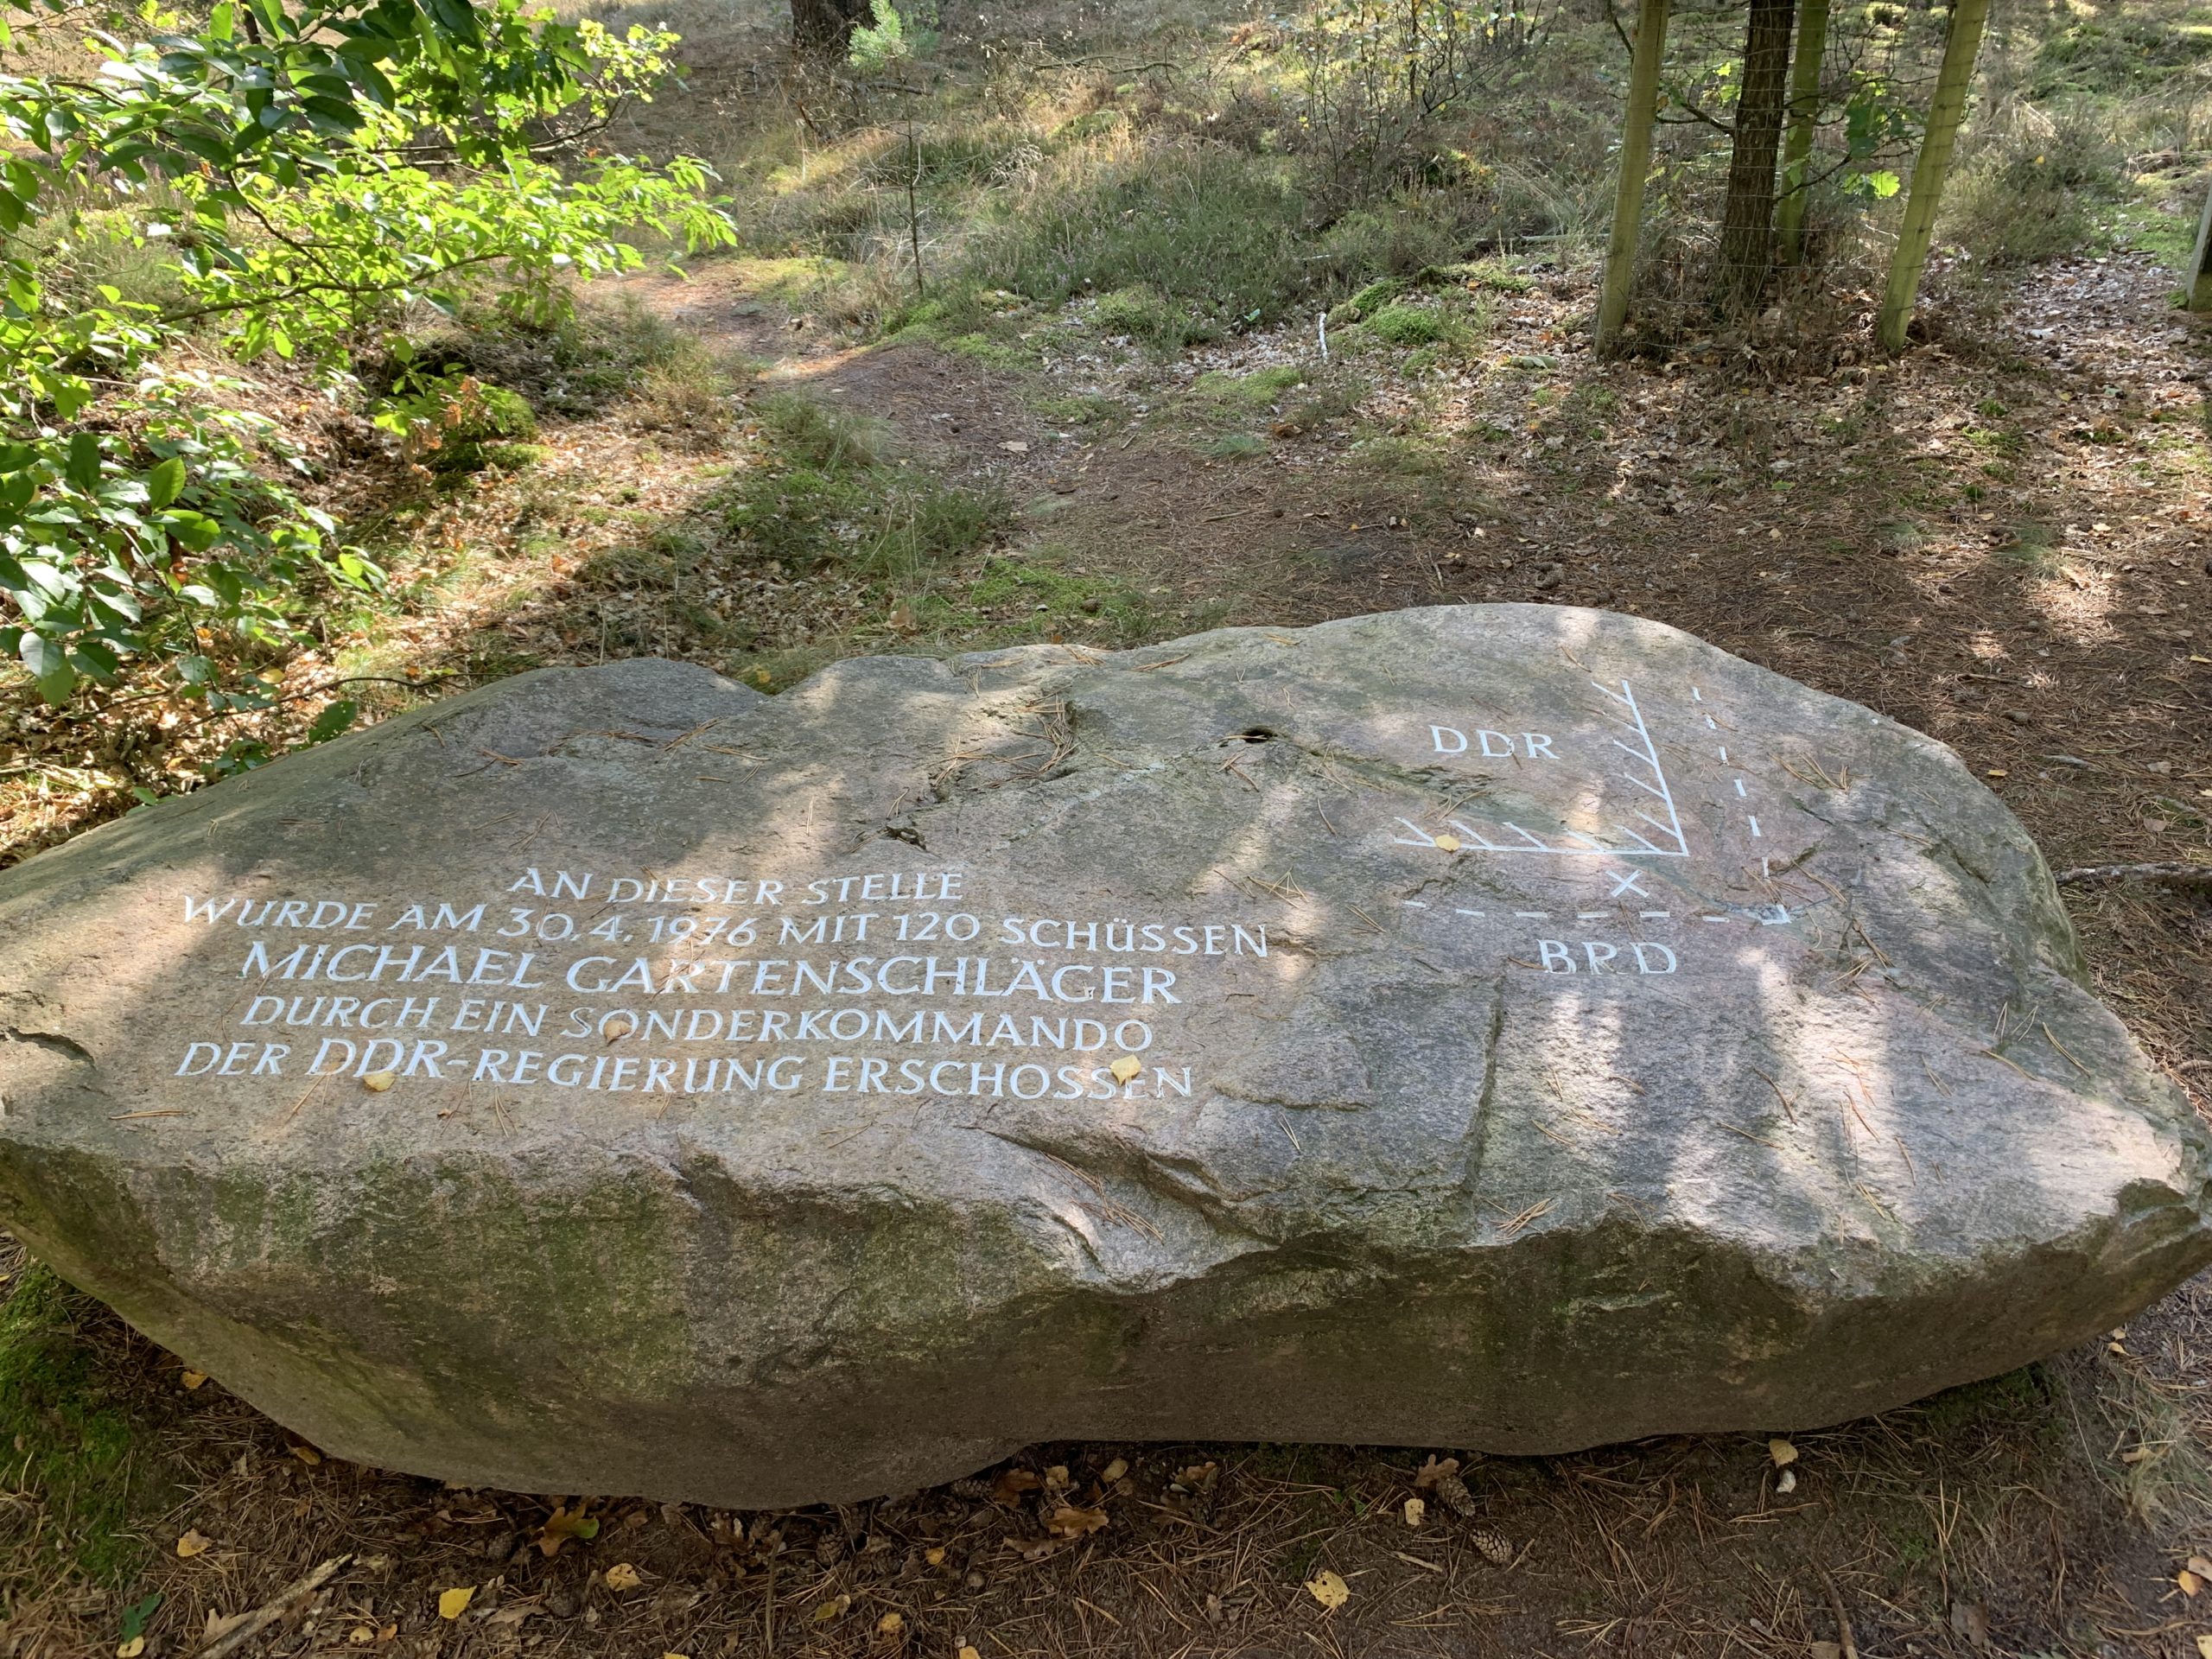 AN DIESER STELLE
WURDE AM 30.4.1976 MIT 120 SCHÜSSEN
MICHAEL GARTENSCHLÄGER
DURCH EIN SONDERKOMMANDO
DER DDR-REGIERUNG ERSCHOSSEN
DDR
X
BRD